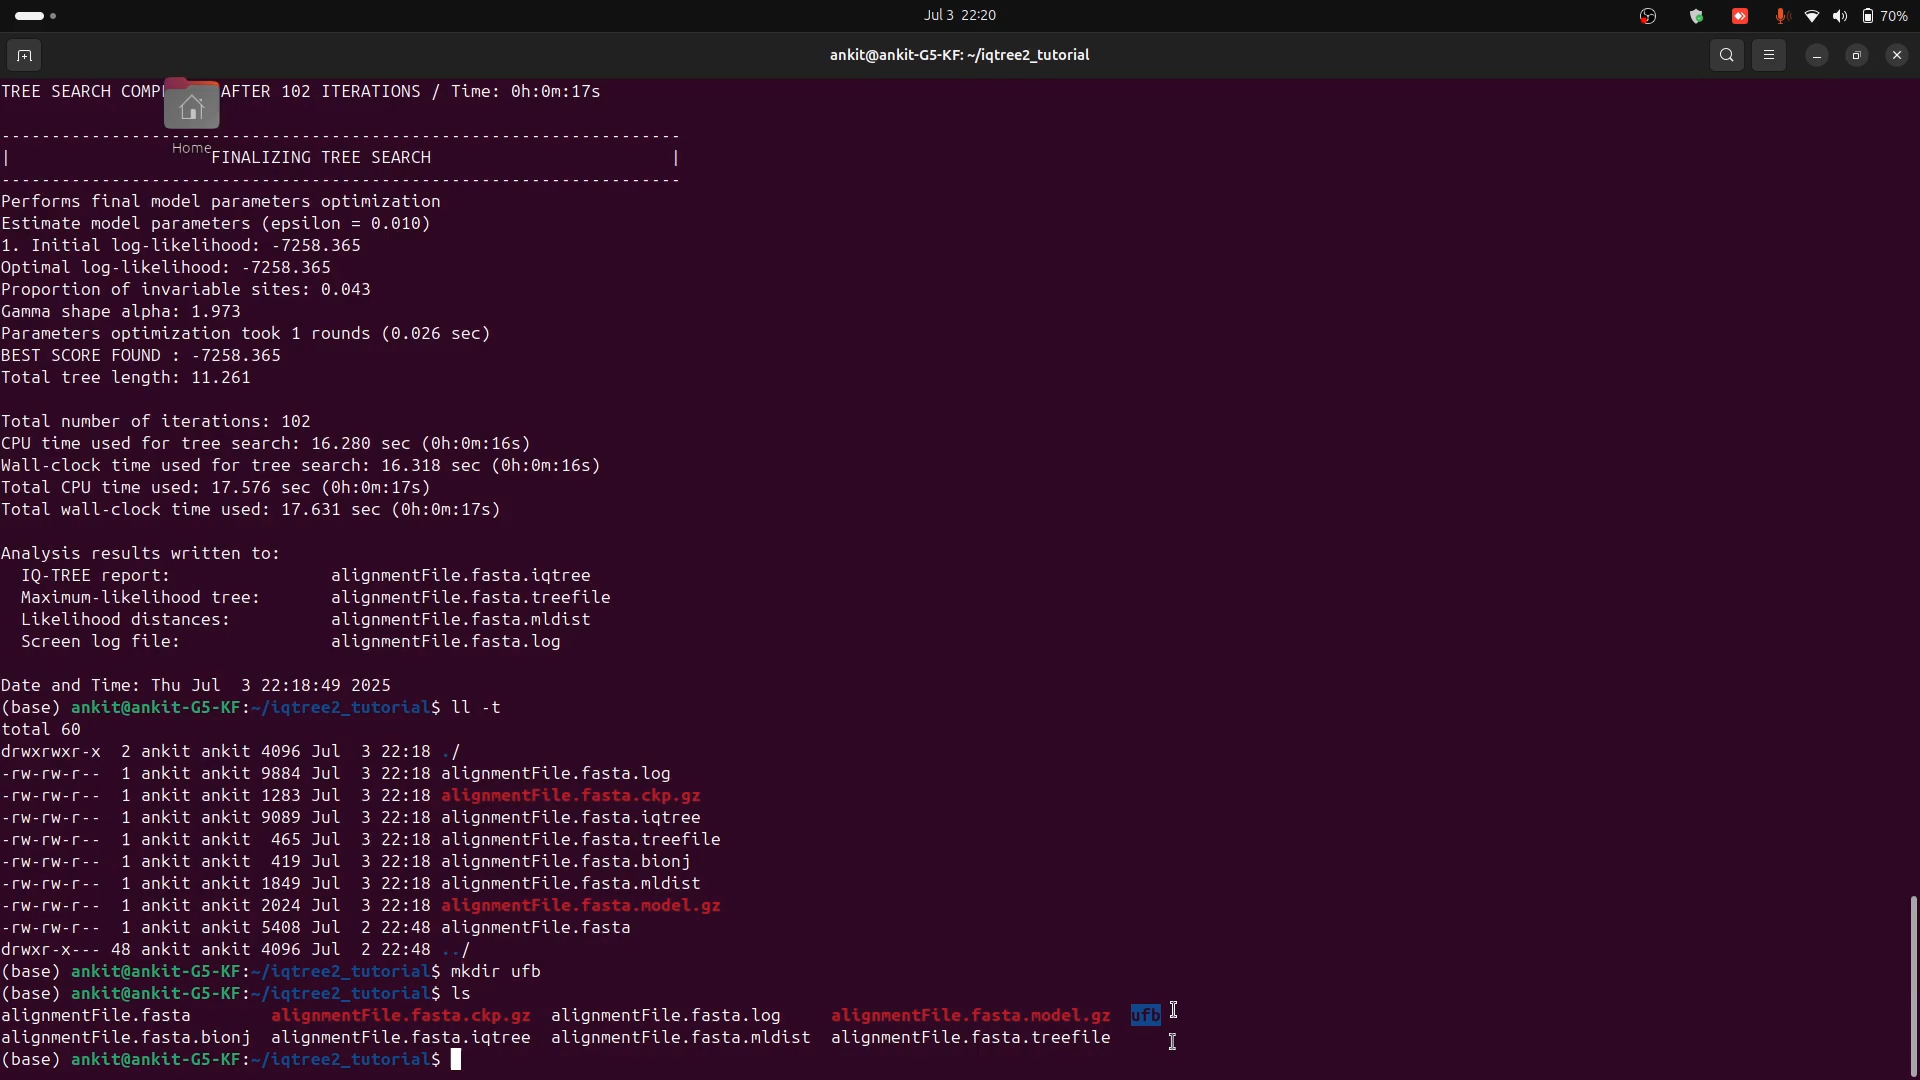 Jul 3 22:20
70%
ankit@ankit-G5-KF: ~/iqtree2_tutorial
TREE SEARCH COMP AFTER 102 ITERATIONS / Time: 0h:0m:17s
Home
--------------------------------------------------------------------
| FINALIZING TREE SEARCH |
--------------------------------------------------------------------
Performs final model parameters optimization
Estimate model parameters (epsilon = 0.010)
1. Initial log-likelihood: -7258.365
Optimal log-likelihood: -7258.365
Proportion of invariable sites: 0.043
Gamma shape alpha: 1.973
Parameters optimization took 1 rounds (0.026 sec)
BEST SCORE FOUND : -7258.365
Total tree length: 11.261
Total number of iterations: 102
CPU time used for tree search: 16.280 sec (0h:0m:16s)
Wall-clock time used for tree search: 16.318 sec (0h:0m:16s)
Total CPU time used: 17.576 sec (0h:0m:17s)
Total wall-clock time used: 17.631 sec (0h:0m:17s)
Analysis results written to:
IQ-TREE report: alignmentFile.fasta.iqtree
Maximum-likelihood tree: alignmentFile.fasta.treefile
Likelihood distances: alignmentFile.fasta.mldist
Screen log file: alignmentFile.fasta.log
Date and Time: Thu Jul  3 22:18:49 2025
(base) ankit@ankit-G5-KF:~/iqtree2_tutorial$ ll -t
total 60
drwxrwxr-x  2 ankit ankit 4096 Jul  3 22:18 ./
-rw-rw-r--  1 ankit ankit 9884 Jul  3 22:18 alignmentFile.fasta.log
-rw-rw-r--  1 ankit ankit 1283 Jul  3 22:18 alignmentFile.fasta.ckp.gz
-rw-rw-r--  1 ankit ankit 9089 Jul  3 22:18 alignmentFile.fasta.iqtree
-rw-rw-r--  1 ankit ankit  465 Jul  3 22:18 alignmentFile.fasta.treefile
-rw-rw-r--  1 ankit ankit  419 Jul  3 22:18 alignmentFile.fasta.bionj
-rw-rw-r--  1 ankit ankit 1849 Jul  3 22:18 alignmentFile.fasta.mldist
-rw-rw-r--  1 ankit ankit 2024 Jul  3 22:18 alignmentFile.fasta.model.gz
-rw-rw-r--  1 ankit ankit 5408 Jul  2 22:48 alignmentFile.fasta
drwxr-x--- 48 ankit ankit 4096 Jul  2 22:48 ../
(base) ankit@ankit-G5-KF:~/iqtree2_tutorial$ mkdir ufb
(base) ankit@ankit-G5-KF:~/iqtree2_tutorial$ ls
alignmentFile.fasta alignmentFile.fasta.ckp.gz alignmentFile.fasta.log alignmentFile.fasta.model.gz ufb
alignmentFile.fasta.bionj alignmentFile.fasta.iqtree alignmentFile.fasta.mldist alignmentFile.fasta.treefile
(base) ankit@ankit-G5-KF:~/iqtree2_tutorial$